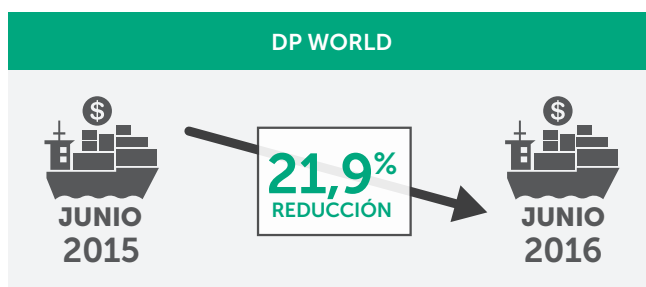 DP WORLD
$
JUNIO
2015
21,9%
REDUCCIÓN
$
JUNIO
2016